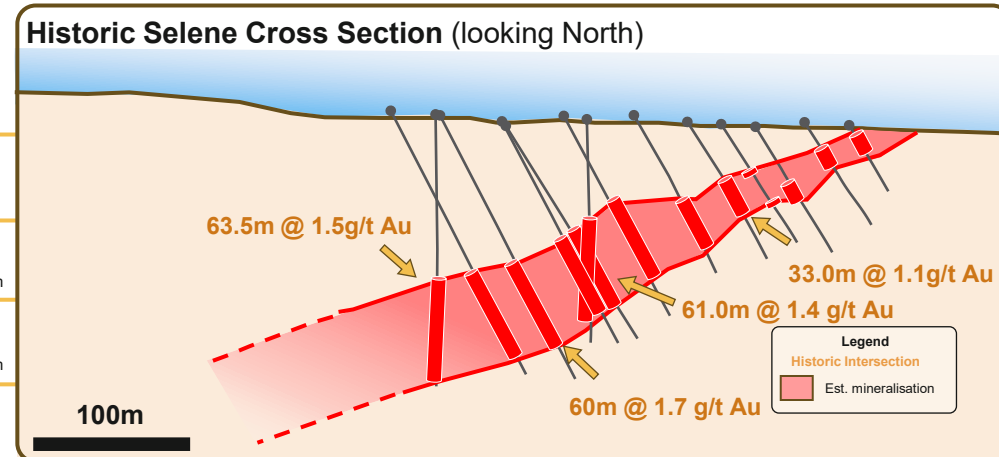 Historic Selene Cross Section (looking North)
63.5m @ 1.5g/t Au
33.0m @ 1.1g/t Au
61.0m @ 1.4 g/t Au
60m @ 1.7 g/t Au
Legend
Historic Intersection
Est. mineralisation
100m